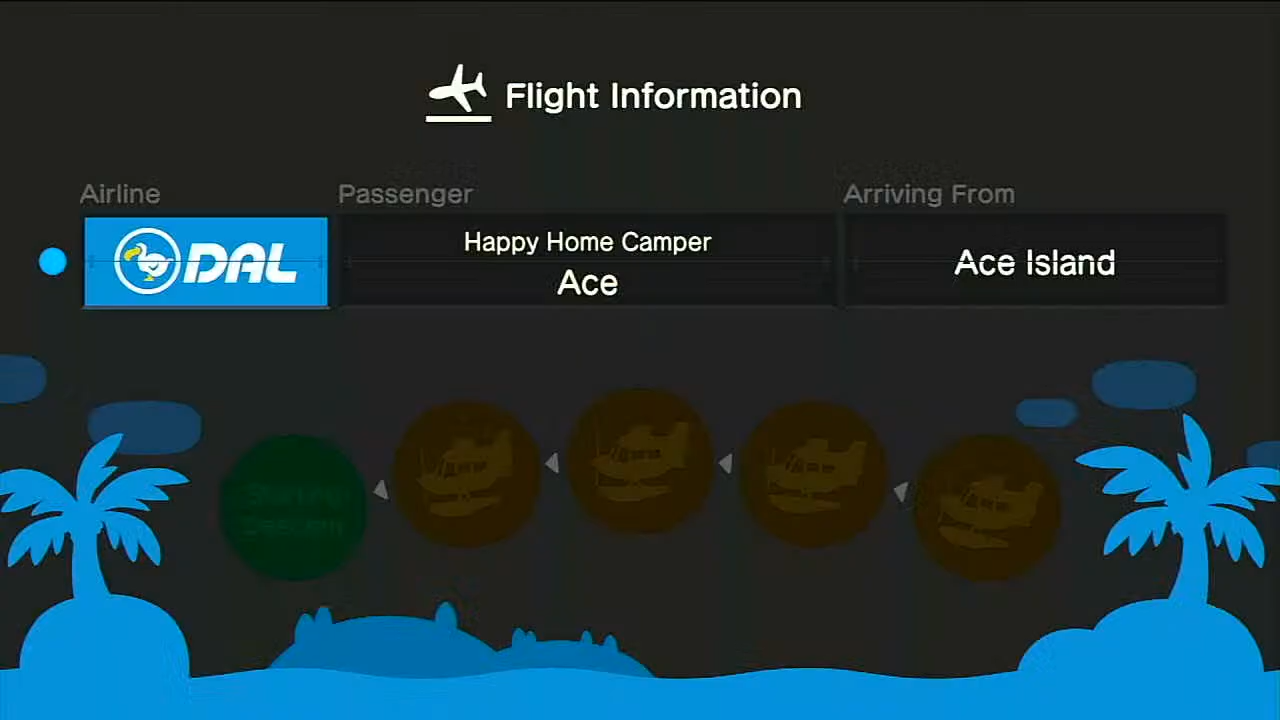 Flight Information
Airline
Passenger
Arriving From
DAL
Happy Home Camper
Ace
Ace Island